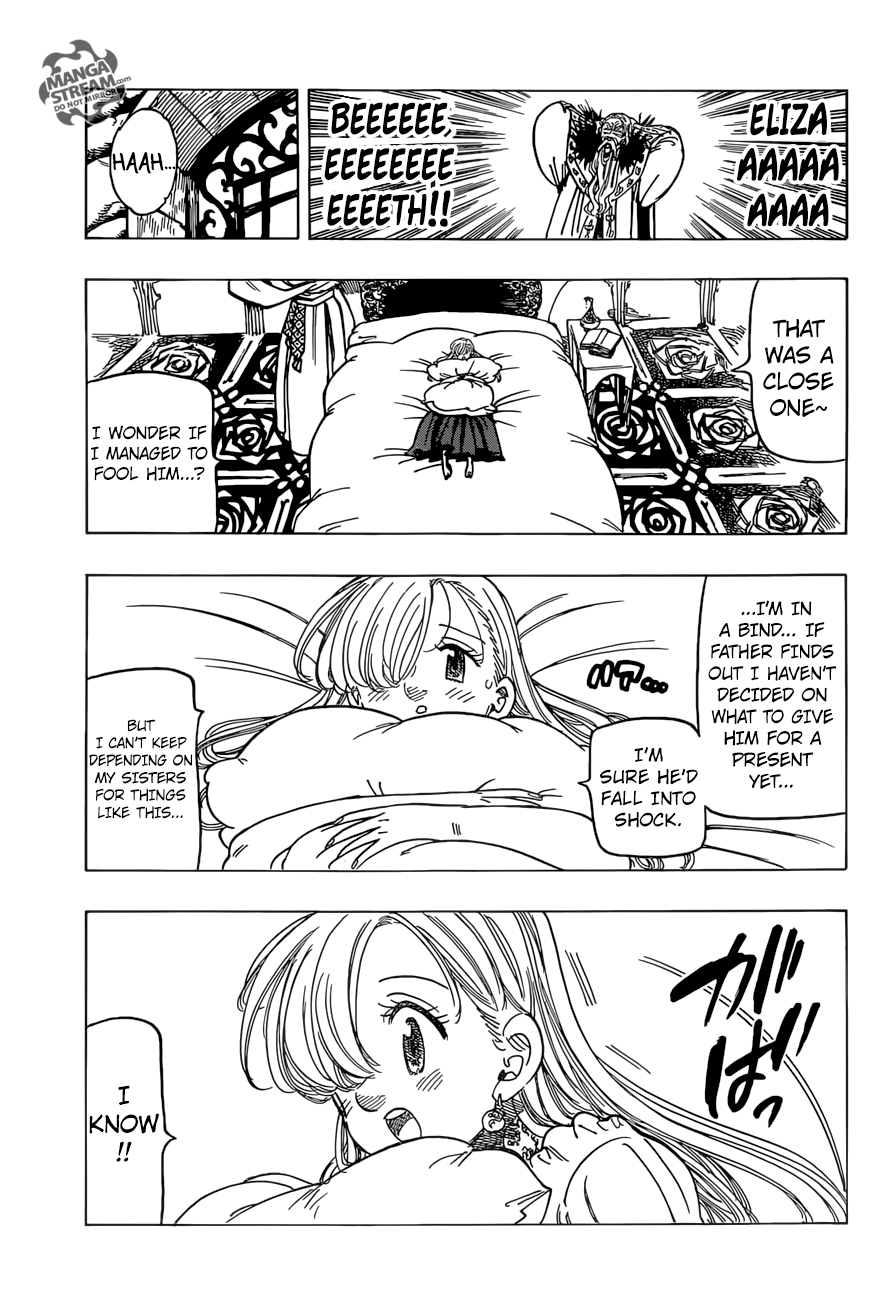 MANGA
STREAM.com
DO NOT MIRROR
ELIZA
AAAAA
AAAA
BEEEEEE,
EEEEEEEE
EEEETH!!
HAAH...
THAT
WAS A
CLOSE
ONE~
I WONDER IF
I MANAGED TO
FOOL HIM...?
...I'M IN
A BIND... IF
FATHER FINDS
OUT I HAVEN'T
DECIDED ON
WHAT TO GIVE
HIM FOR A
PRESENT
YET...
I'M
SURE HE'D
FALL INTO
SHOCK.
BUT
I CAN'T KEEP
DEPENDING ON
MY SISTERS
FOR THINGS
LIKE THIS...
ガ
ばっ
I
KNOW
!!